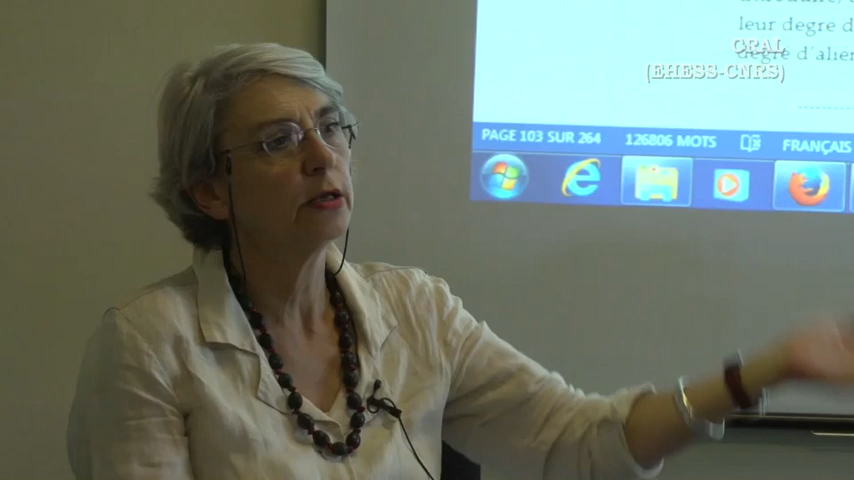 leur degre d
degre d'alien
CRAL
(EHESS-CNRS)
PAGE 103 SUR 264 126806 MOTS FRANÇAIS